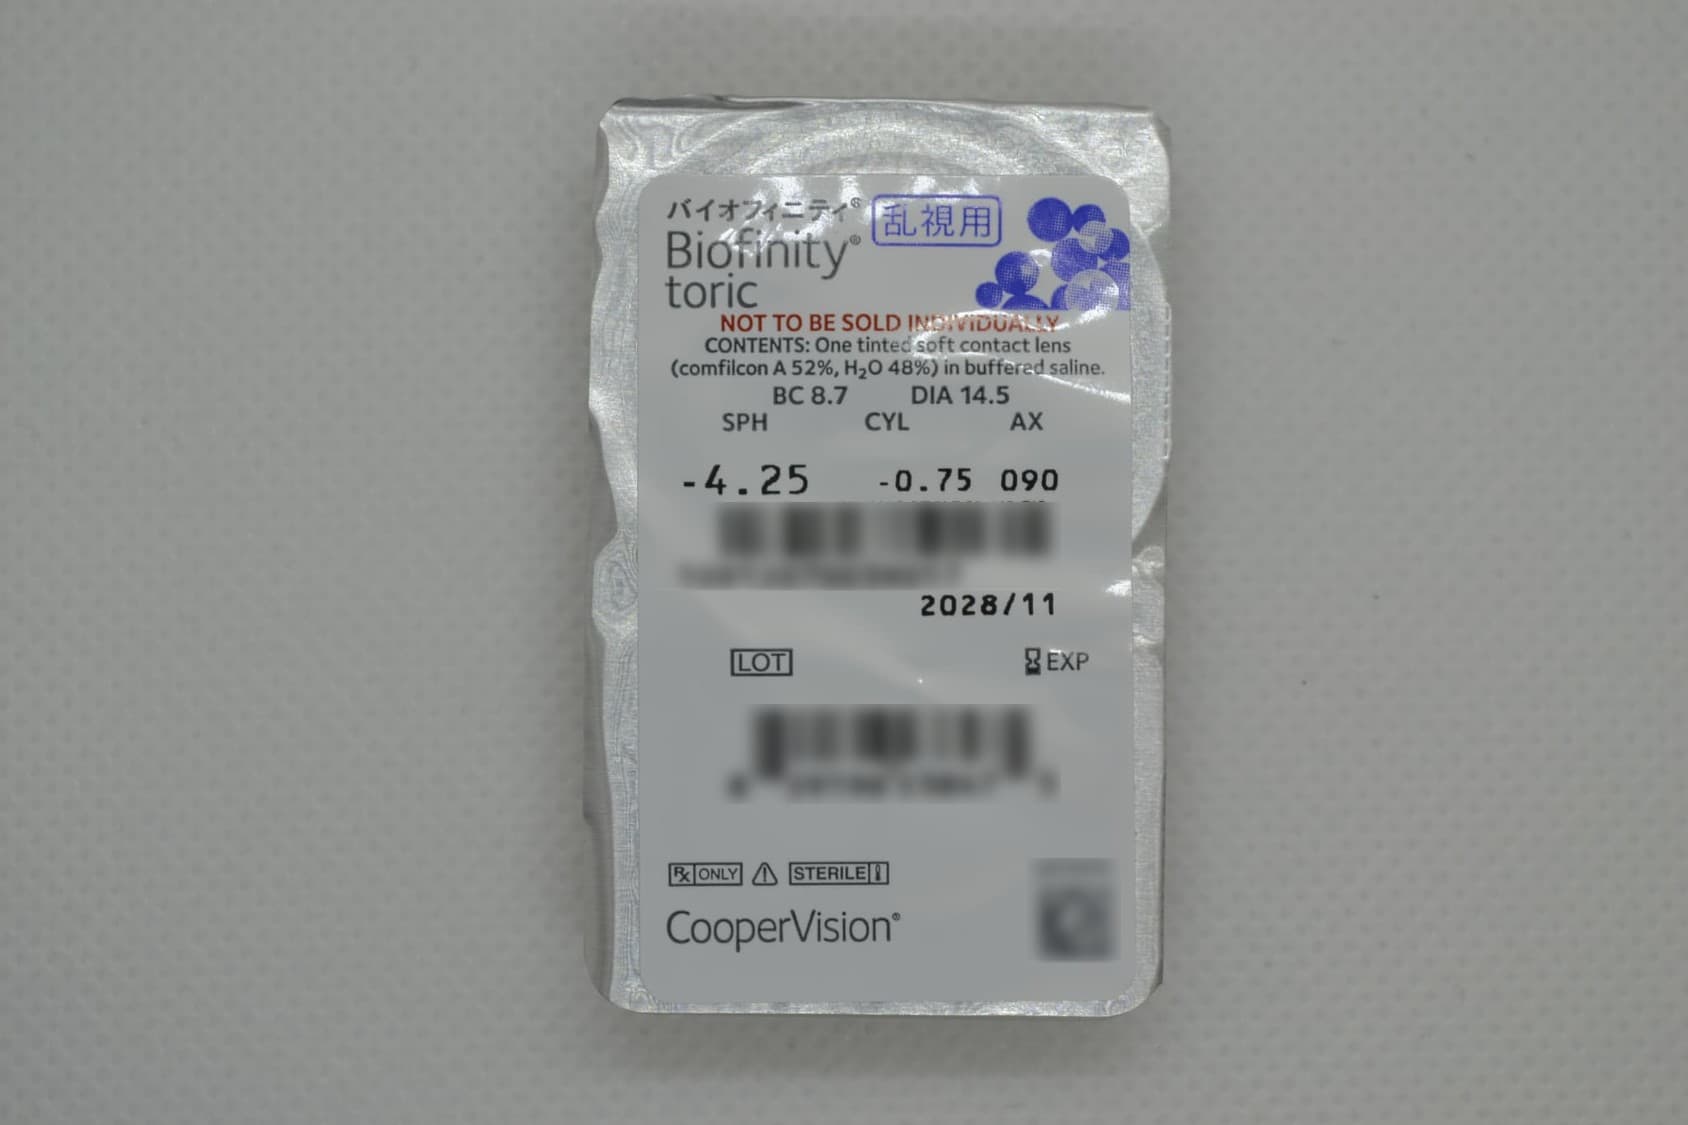 バイオフィニティ® 乱視用
Biofinity®
toric
NOT TO BE SOLD INDIVIDUALLY
CONTENTS: One tinted soft contact lens
(comfilcon A 52%, H₂O 48%) in buffered saline.
BC 8.7 DIA 14.5
SPH CYL AX
-4.25 -0.75 090
2028/11
LOT EXP
Rx ONLY STERILE
CooperVision®